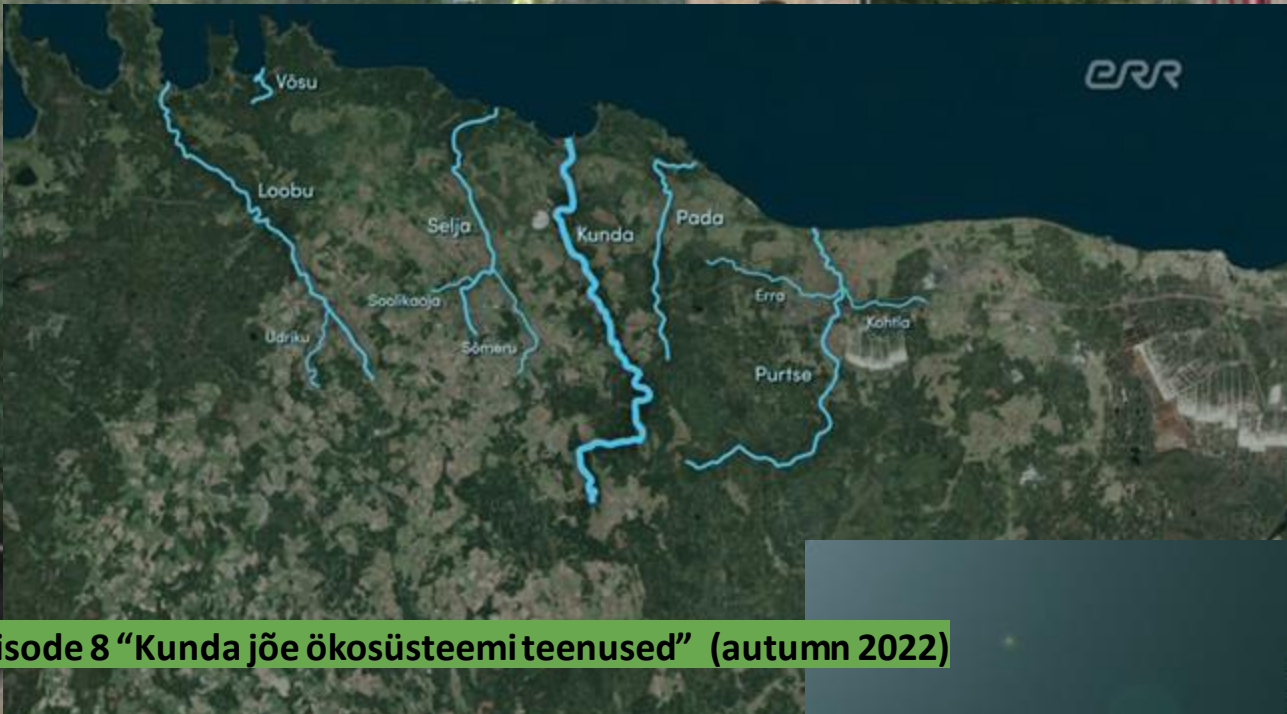 err
Võsu
Loobu
Selja
Kunda
Pada
Soolikaoja
Erra
Udriku
Sõmeru
Kohtla
Purtse
isode 8 “Kunda jõe ökosüsteemi teenused” (autumn 2022)